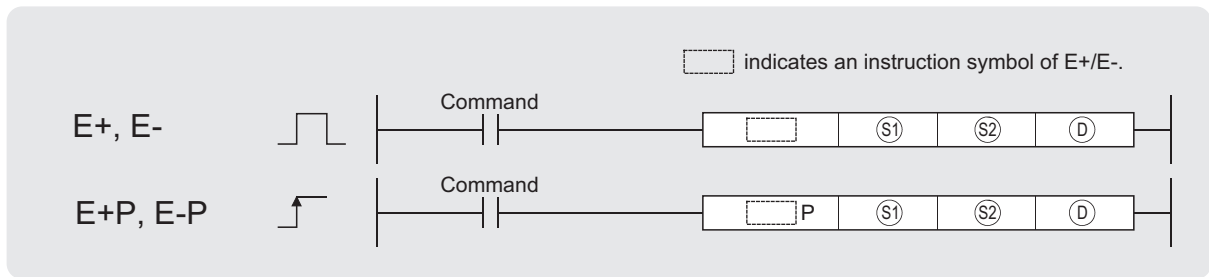 indicates an instruction symbol of E+/E-.
Command
E+, E-
S1 S2 D
Command
E+P, E-P
P S1 S2 D